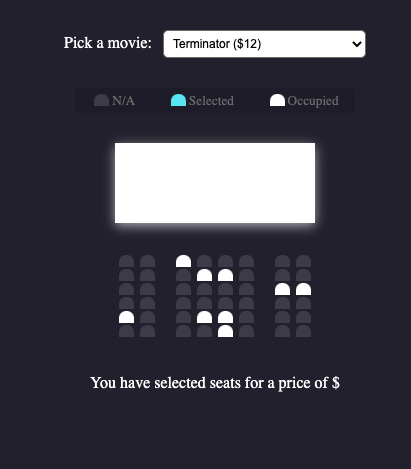 Pick a movie: Terminator ($12)
N/A Selected Occupied
You have selected seats for a price of $